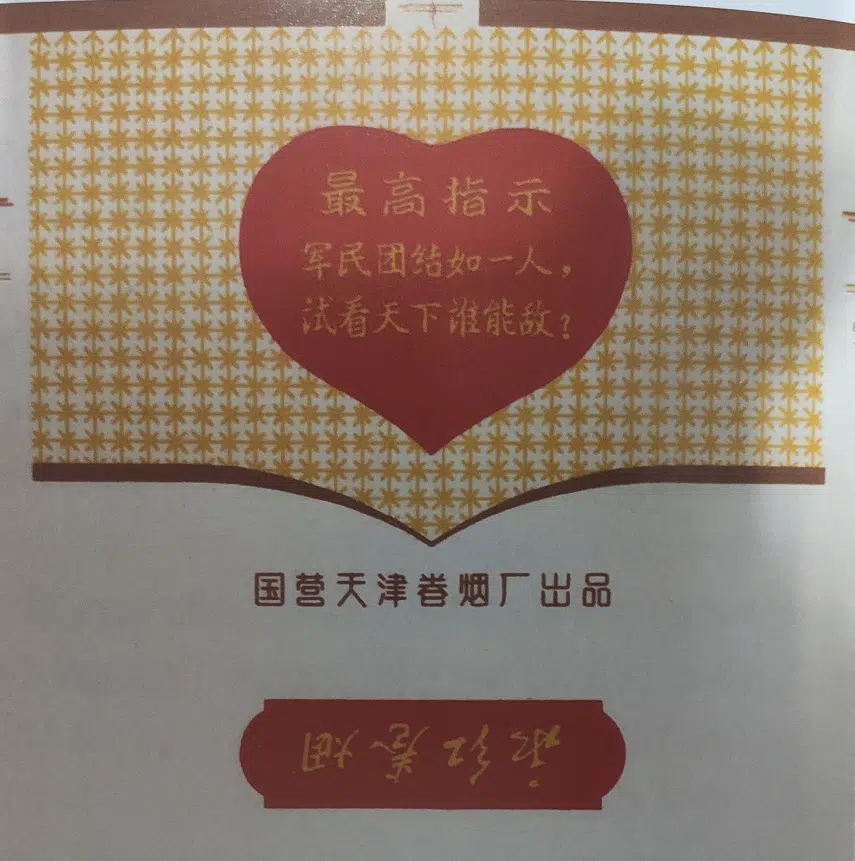 最高指示
军民团结如一人，
试看天下谁能敌？
国营天津卷烟厂出品
永红卷烟